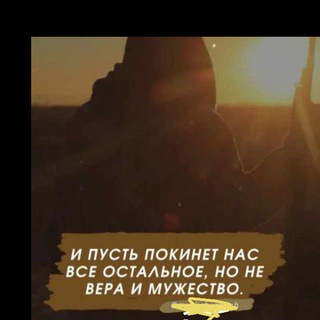 И ПУСТЬ ПОКИНЕТ НАС
ВСЕ ОСТАЛЬНОЕ, НО НЕ
ВЕРА И МУЖЕСТВО.